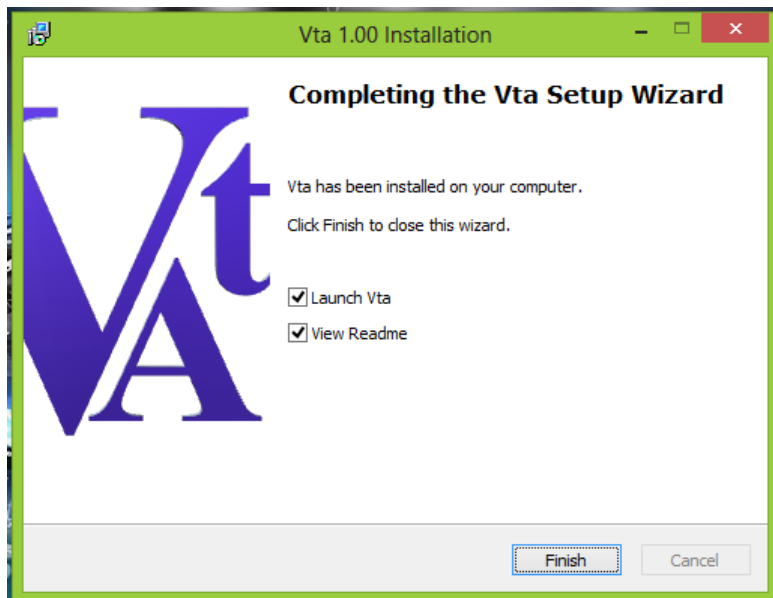 Vta 1.00 Installation
VtA
Completing the Vta Setup Wizard
Vta has been installed on your computer.
Click Finish to close this wizard.
Launch Vta
View Readme
Finish
Cancel